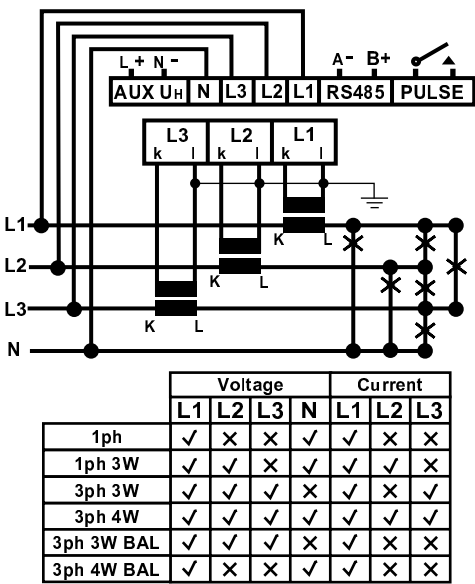 L + N - A- B+
AUX UH N L3 L2 L1 RS485 PULSE
L3 L2 L1
k l k l k l
L1
K L
L2
K L
L3
K L
N
Voltage Current
L1 L2 L3 N L1 L2 L3
1ph ✓ × × ✓ ✓ × ×
1ph 3W ✓ ✓ × ✓ ✓ ✓ ×
3ph 3W ✓ ✓ ✓ × ✓ × ✓
3ph 4W ✓ ✓ ✓ ✓ ✓ ✓ ✓
3ph 3W BAL ✓ ✓ ✓ × ✓ × ×
3ph 4W BAL ✓ × × ✓ ✓ × ×